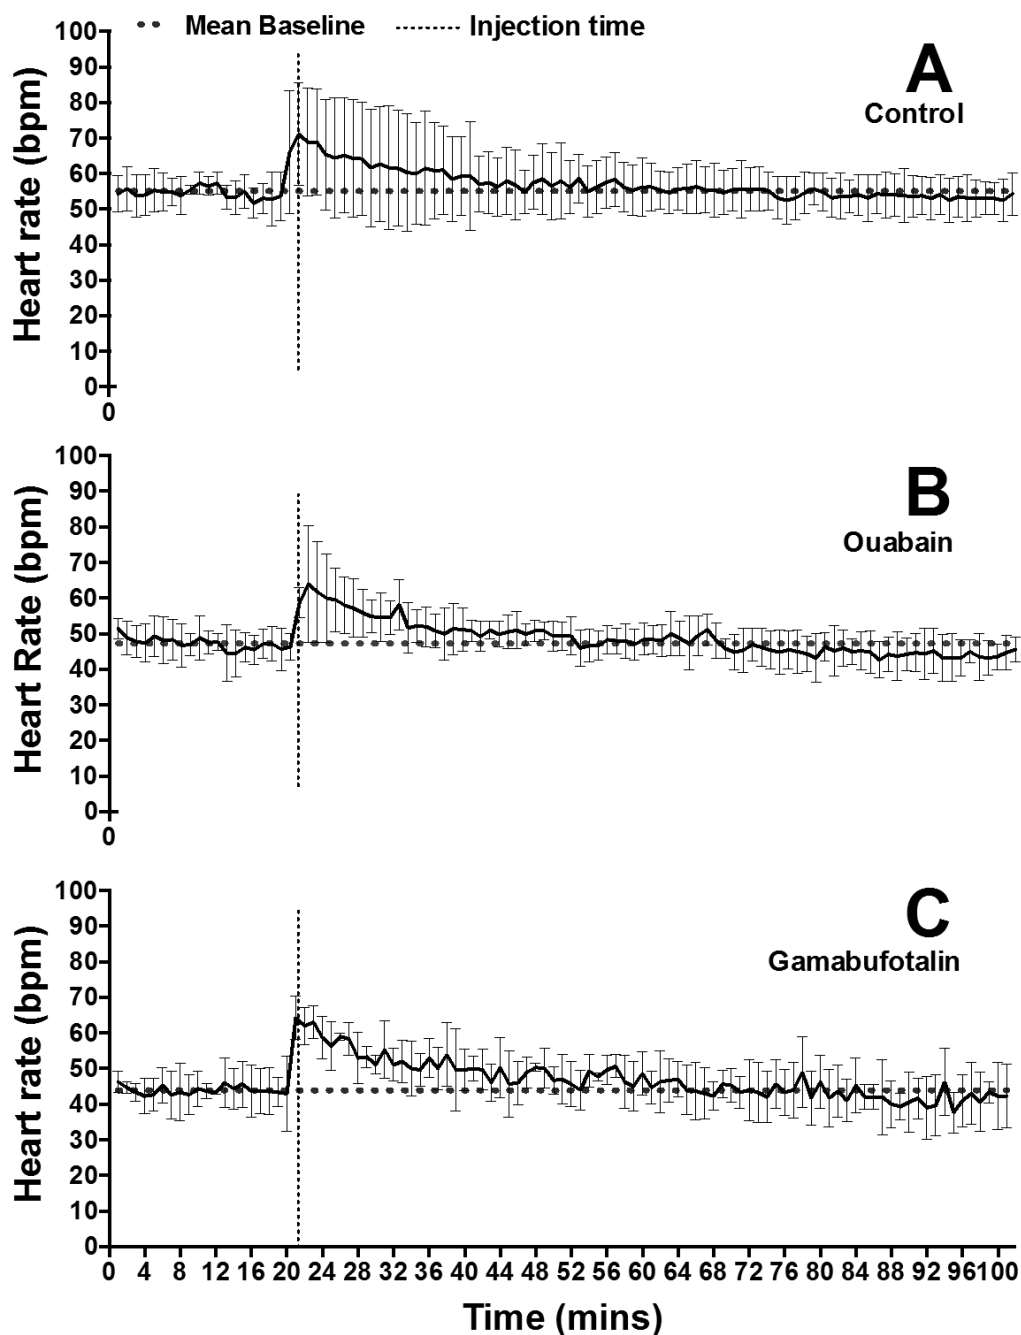 Mean Baseline Injection time
A
Control
Heart rate (bpm)
100
90
80
70
60
50
40
30
20
10
0
0
B
Ouabain
Heart Rate (bpm)
100
90
80
70
60
50
40
30
20
10
0
0
C
Gamabufotalin
Heart rate (bpm)
100
90
80
70
60
50
40
30
20
10
0
0 4 8 12 16 20 24 28 32 36 40 44 48 52 56 60 64 68 72 76 80 84 88 92 96 100
Time (mins)